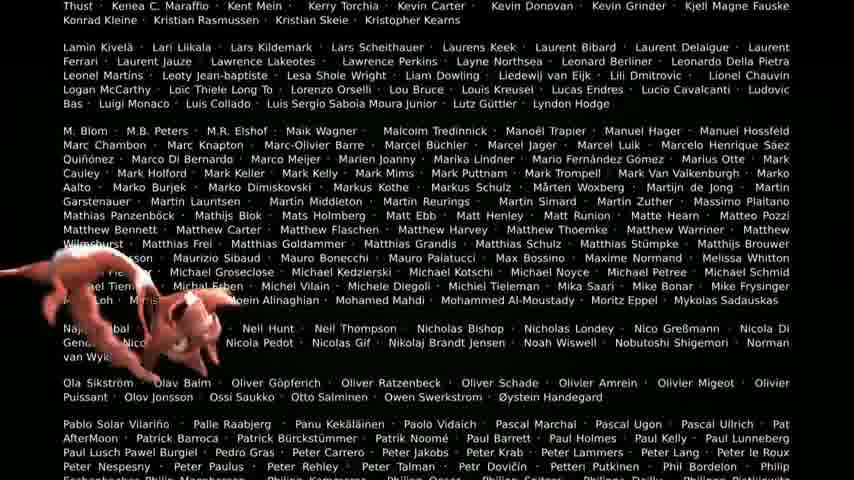 Thust · Kenea C. Maraffio · Kent Mein · Kerry Torchia · Kevin Carter · Kevin Donovan · Kevin Grinder · Kjell Magne Fauske
Konrad Kleine · Kristian Rasmussen · Kristian Skeie · Kristopher Kearns
Lamin Kivelä · Lari Liikala · Lars Kildemark · Lars Scheithauer · Laurens Keek · Laurent Bibard · Laurent Delaigue · Laurent
Ferrari · Laurent Jauze · Lawrence Lakeotes · Lawrence Perkins · Layne Northsea · Leonard Berliner · Leonardo Della Pietra
Leonel Martins · Leoty Jean-baptiste · Lesa Shole Wright · Liam Dowling · Liedewij van Eijk · Lili Dmitrovic · Lionel Chauvin
Logan McCarthy · Loïc Thiele Long To · Lorenzo Orselli · Lou Bruce · Louis Kreusel · Lucas Endres · Lucio Cavalcanti · Ludovic
Bas · Luigi Monaco · Luis Collado · Luis Sergio Saboia Moura Junior · Lutz Güttler · Lyndon Hodge
M. Blom · M.B. Peters · M.R. Elshof · Maik Wagner · Malcolm Tredinnick · Manoël Trapier · Manuel Hager · Manuel Hossfeld
Marc Chambon · Marc Knapton · Marc-Olivier Barre · Marcel Büchler · Marcel Jager · Marcel Luik · Marcelo Henrique Sáez
Quiñónez · Marco Di Bernardo · Marco Meijer · Marien Joanny · Marika Lindner · Mario Fernández Gómez · Marius Otte · Mark
Cauley · Mark Holford · Mark Keller · Mark Kelly · Mark Mims · Mark Puttnam · Mark Trompell · Mark Van Valkenburgh · Marko
Aalto · Marko Burjek · Marko Dimiskovski · Markus Kothe · Markus Schulz · Mårten Woxberg · Martijn de Jong · Martin
Garstenauer · Martin Launtsen · Martin Middleton · Martin Reurings · Martin Simard · Martin Zuther · Massimo Plaitano
Mathias Panzenböck · Mathijs Blok · Mats Holmberg · Matt Ebb · Matt Henley · Matt Runion · Matte Hearn · Matteo Pozzi
Matthew Bennett · Matthew Carter · Matthew Flaschen · Matthew Harvey · Matthew Thoemke · Matthew Warriner · Matthew
Wilmshurst · Matthias Frei · Matthias Goldammer · Matthias Grandis · Matthias Schulz · Matthias Stümpke · Matthijs Brouwer
Maurizio Sibaud · Mauro Bonecchi · Mauro Palatucci · Max Bossino · Maxime Normand · Melissa Whitton
Michael Groseclose · Michael Kedzierski · Michael Kotschi · Michael Noyce · Michael Petree · Michael Schmid
Michal Erben · Michel Vilain · Michele Diegoli · Michiel Tieleman · Mika Saari · Mike Bonar · Mike Frysinger
Loh · Moein Alinaghian · Mohamed Mahdi · Mohammed Al-Moustady · Moritz Eppel · Mykolas Sadauskas
Neil Hunt · Neil Thompson · Nicholas Bishop · Nicholas Londey · Nico Greßmann · Nicola Di
Nicola Pedot · Nicolas Gif · Nikolaj Brandt Jensen · Noah Wiswell · Nobutoshi Shigemori · Norman
van Wyk
Ola Sikström · Olav Balm · Oliver Göpferich · Oliver Ratzenbeck · Oliver Schade · Olivier Amrein · Olivier Migeot · Olivier
Puissant · Olov Jonsson · Ossi Saukko · Otto Salminen · Owen Swerkstrom · Øystein Handegard
Pablo Solar Vilariño · Palle Raabjerg · Panu Kekäläinen · Paolo Vidaich · Pascal Marchal · Pascal Ugon · Pascal Ullrich · Pat
AfterMoon · Patrick Barroca · Patrick Bürckstümmer · Patrik Noomé · Paul Barrett · Paul Holmes · Paul Kelly · Paul Lunneberg
Paul Lusch Pawel Burgiel · Pedro Gras · Peter Carrero · Peter Jakobs · Peter Krab · Peter Lammers · Peter Lang · Peter le Roux
Peter Nespesny · Peter Paulus · Peter Rehley · Peter Talman · Petr Dovičín · Petteri Putkinen · Phil Bordelon · Philip